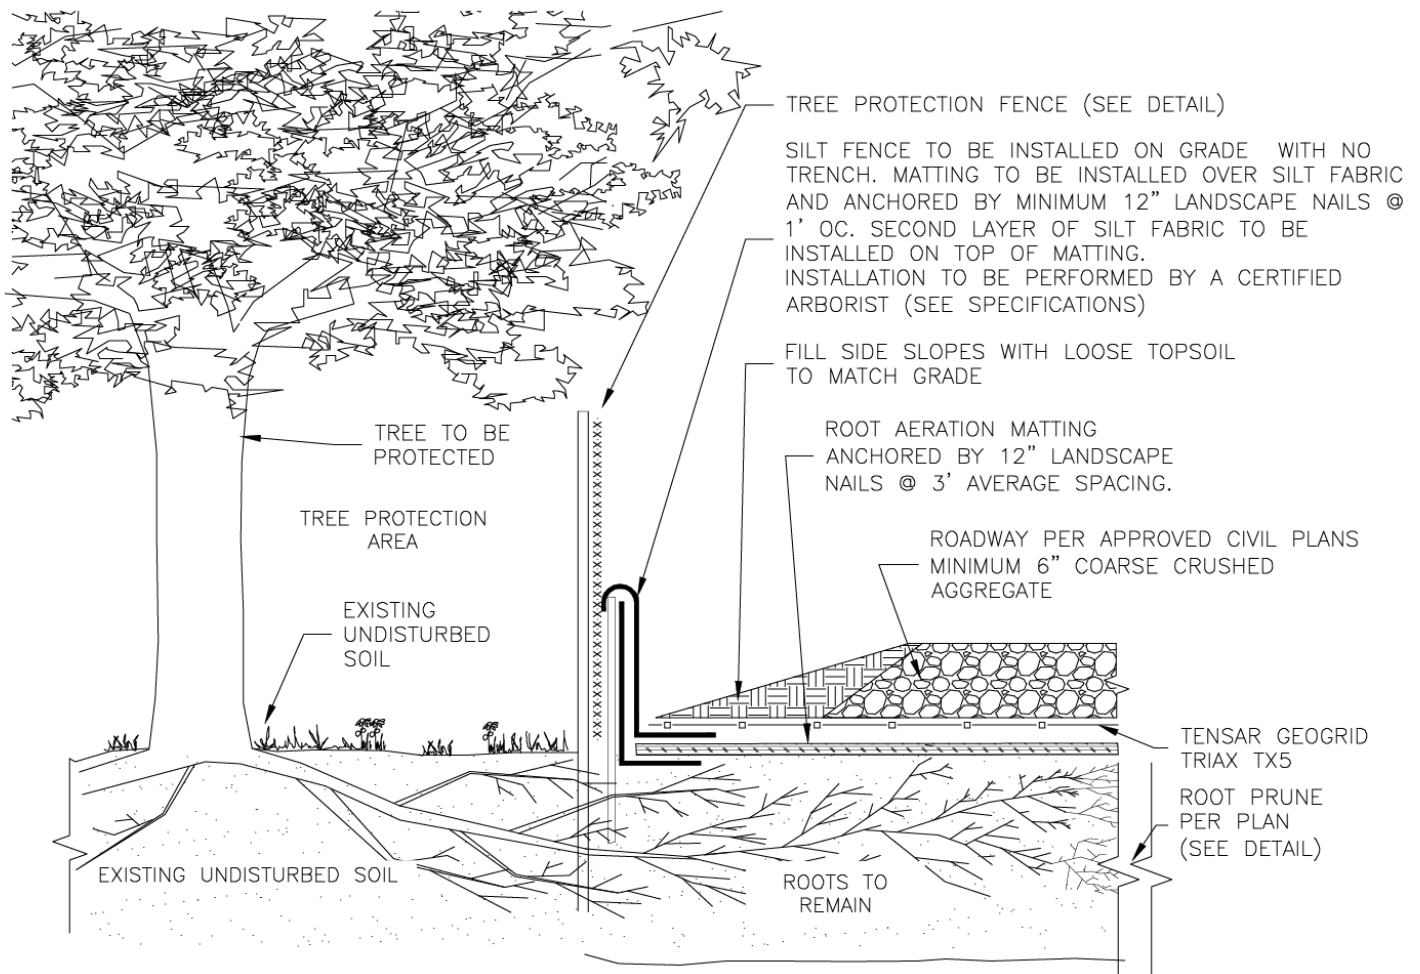 TREE PROTECTION FENCE (SEE DETAIL)
SILT FENCE TO BE INSTALLED ON GRADE WITH NO
TRENCH. MATTING TO BE INSTALLED OVER SILT FABRIC
AND ANCHORED BY MINIMUM 12" LANDSCAPE NAILS @
1' OC. SECOND LAYER OF SILT FABRIC TO BE
INSTALLED ON TOP OF MATTING.
INSTALLATION TO BE PERFORMED BY A CERTIFIED
ARBORIST (SEE SPECIFICATIONS)
FILL SIDE SLOPES WITH LOOSE TOPSOIL
TO MATCH GRADE
ROOT AERATION MATTING
ANCHORED BY 12" LANDSCAPE
NAILS @ 3' AVERAGE SPACING.
TREE TO BE
PROTECTED
TREE PROTECTION
AREA
ROADWAY PER APPROVED CIVIL PLANS
MINIMUM 6" COARSE CRUSHED
AGGREGATE
EXISTING
UNDISTURBED
SOIL
TENSAR GEOGRID
TRIAX TX5
ROOT PRUNE
PER PLAN
(SEE DETAIL)
EXISTING UNDISTURBED SOIL
ROOTS TO
REMAIN